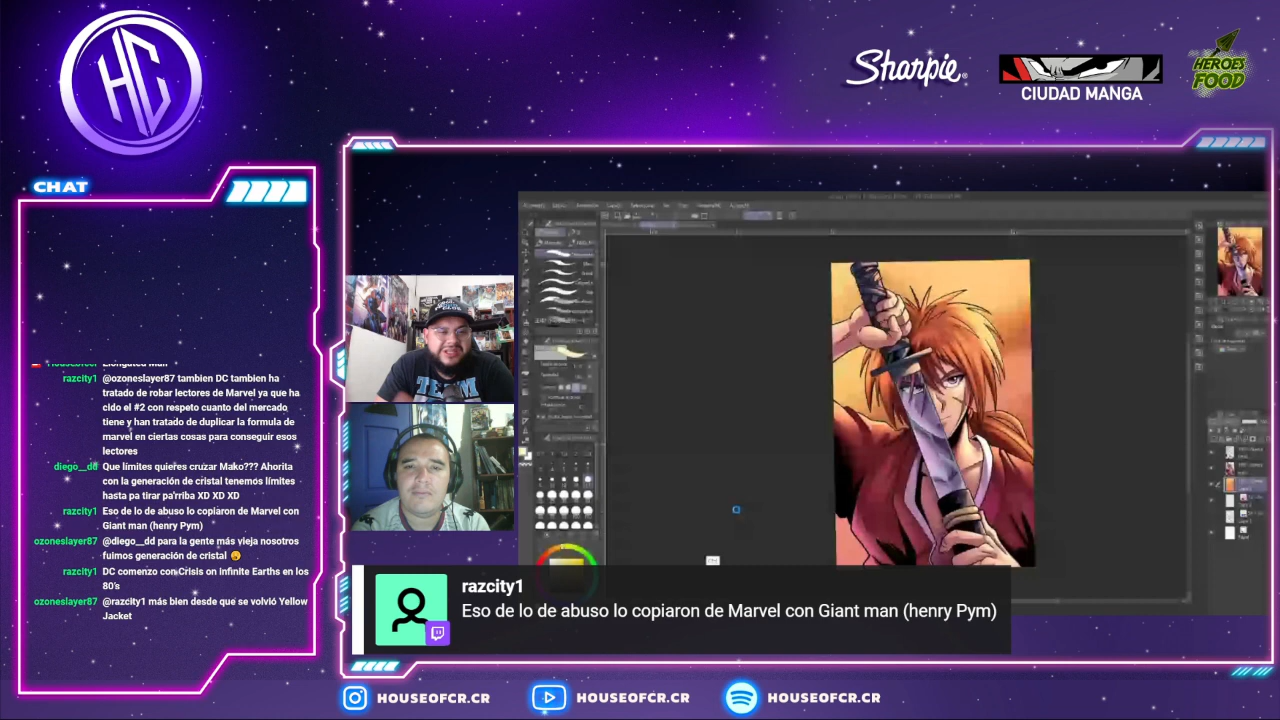 HC
Sharpie®
CIUDAD MANGA
HEROES
FOOD
CHAT
HouseofCr Elongated Man
razcity1 @ozoneslayer87 tambien DC tambien ha
tratado de robar lectores de Marvel ya que ha
cido el #2 con respeto cuanto del mercado
tiene y han tratado de duplicar la formula de
marvel en ciertas cosas para conseguir esos
lectores
diego__dd Que límites quieres cruzar Mako??? Ahorita
con la generación de cristal tenemos límites
hasta pa tirar pa'rriba XD XD XD
razcity1 Eso de lo de abuso lo copiaron de Marvel con
Giant man (henry Pym)
ozoneslayer87 @diego__dd para la gente más vieja nosotros
fuimos generación de cristal 😮
razcity1 DC comenzo con Crisis on infinite Earths en los
80's
ozoneslayer87 @razcity1 más bien desde que se volvió Yellow
Jacket
TEAM
razcity1
Eso de lo de abuso lo copiaron de Marvel con Giant man (henry Pym)
HOUSEOFCR.CR
HOUSEOFCR.CR
HOUSEOFCR.CR